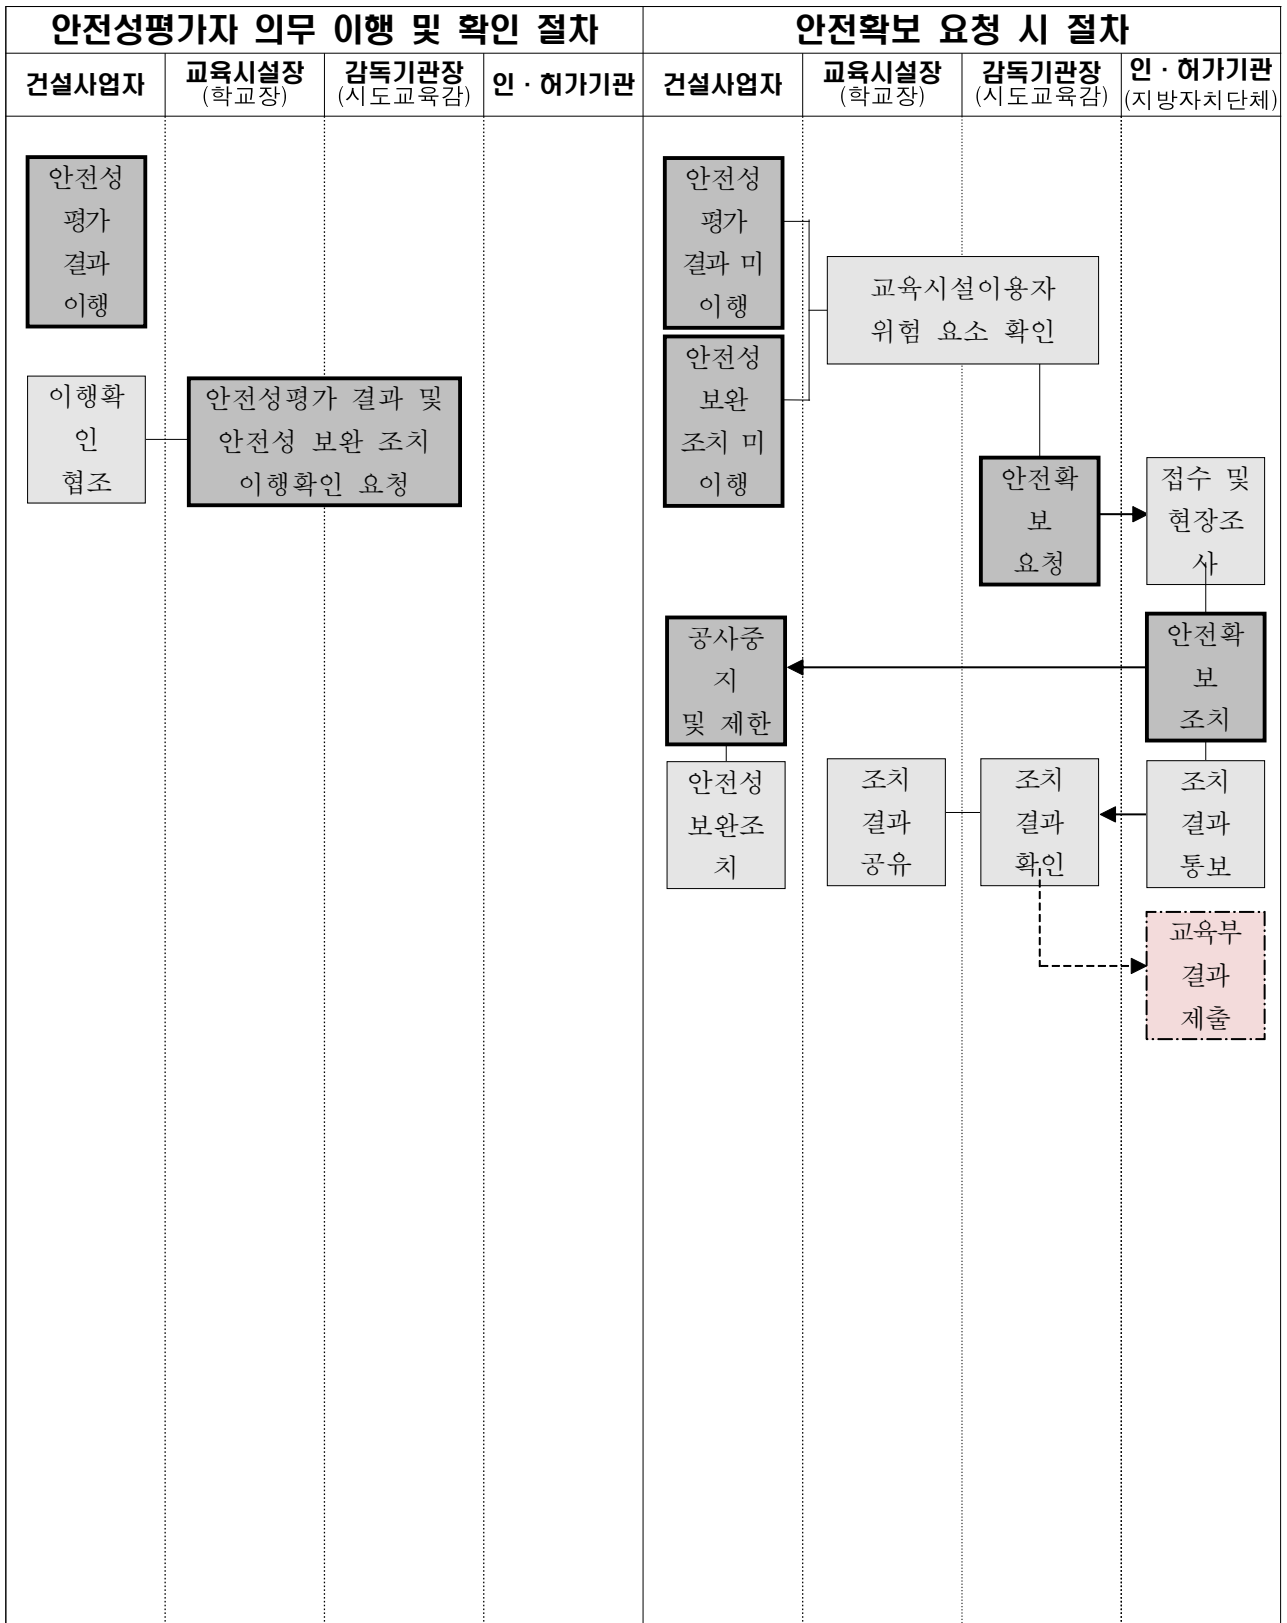 안전성평가자 의무 이행 및 확인 절차
안전확보 요청 시 절차
건설사업자
교육시설장
(학교장)
감독기관장
(시도교육감)
인 · 허가기관
건설사업자
교육시설장
(학교장)
감독기관장
(시도교육감)
인 · 허가기관
(지방자치단체)
안전성
평가
결과
이행
이행확
인
협조
안전성평가 결과 및
안전성 보완 조치
이행확인 요청
안전성
평가
결과 미
이행
안전성
보완
조치 미
이행
교육시설이용자
위험 요소 확인
안전확
보
요청
접수 및
현장조
사
안전확
보
조치
공사중
지
및 제한
안전성
보완조
치
조치
결과
공유
조치
결과
확인
조치
결과
통보
교육부
결과
제출